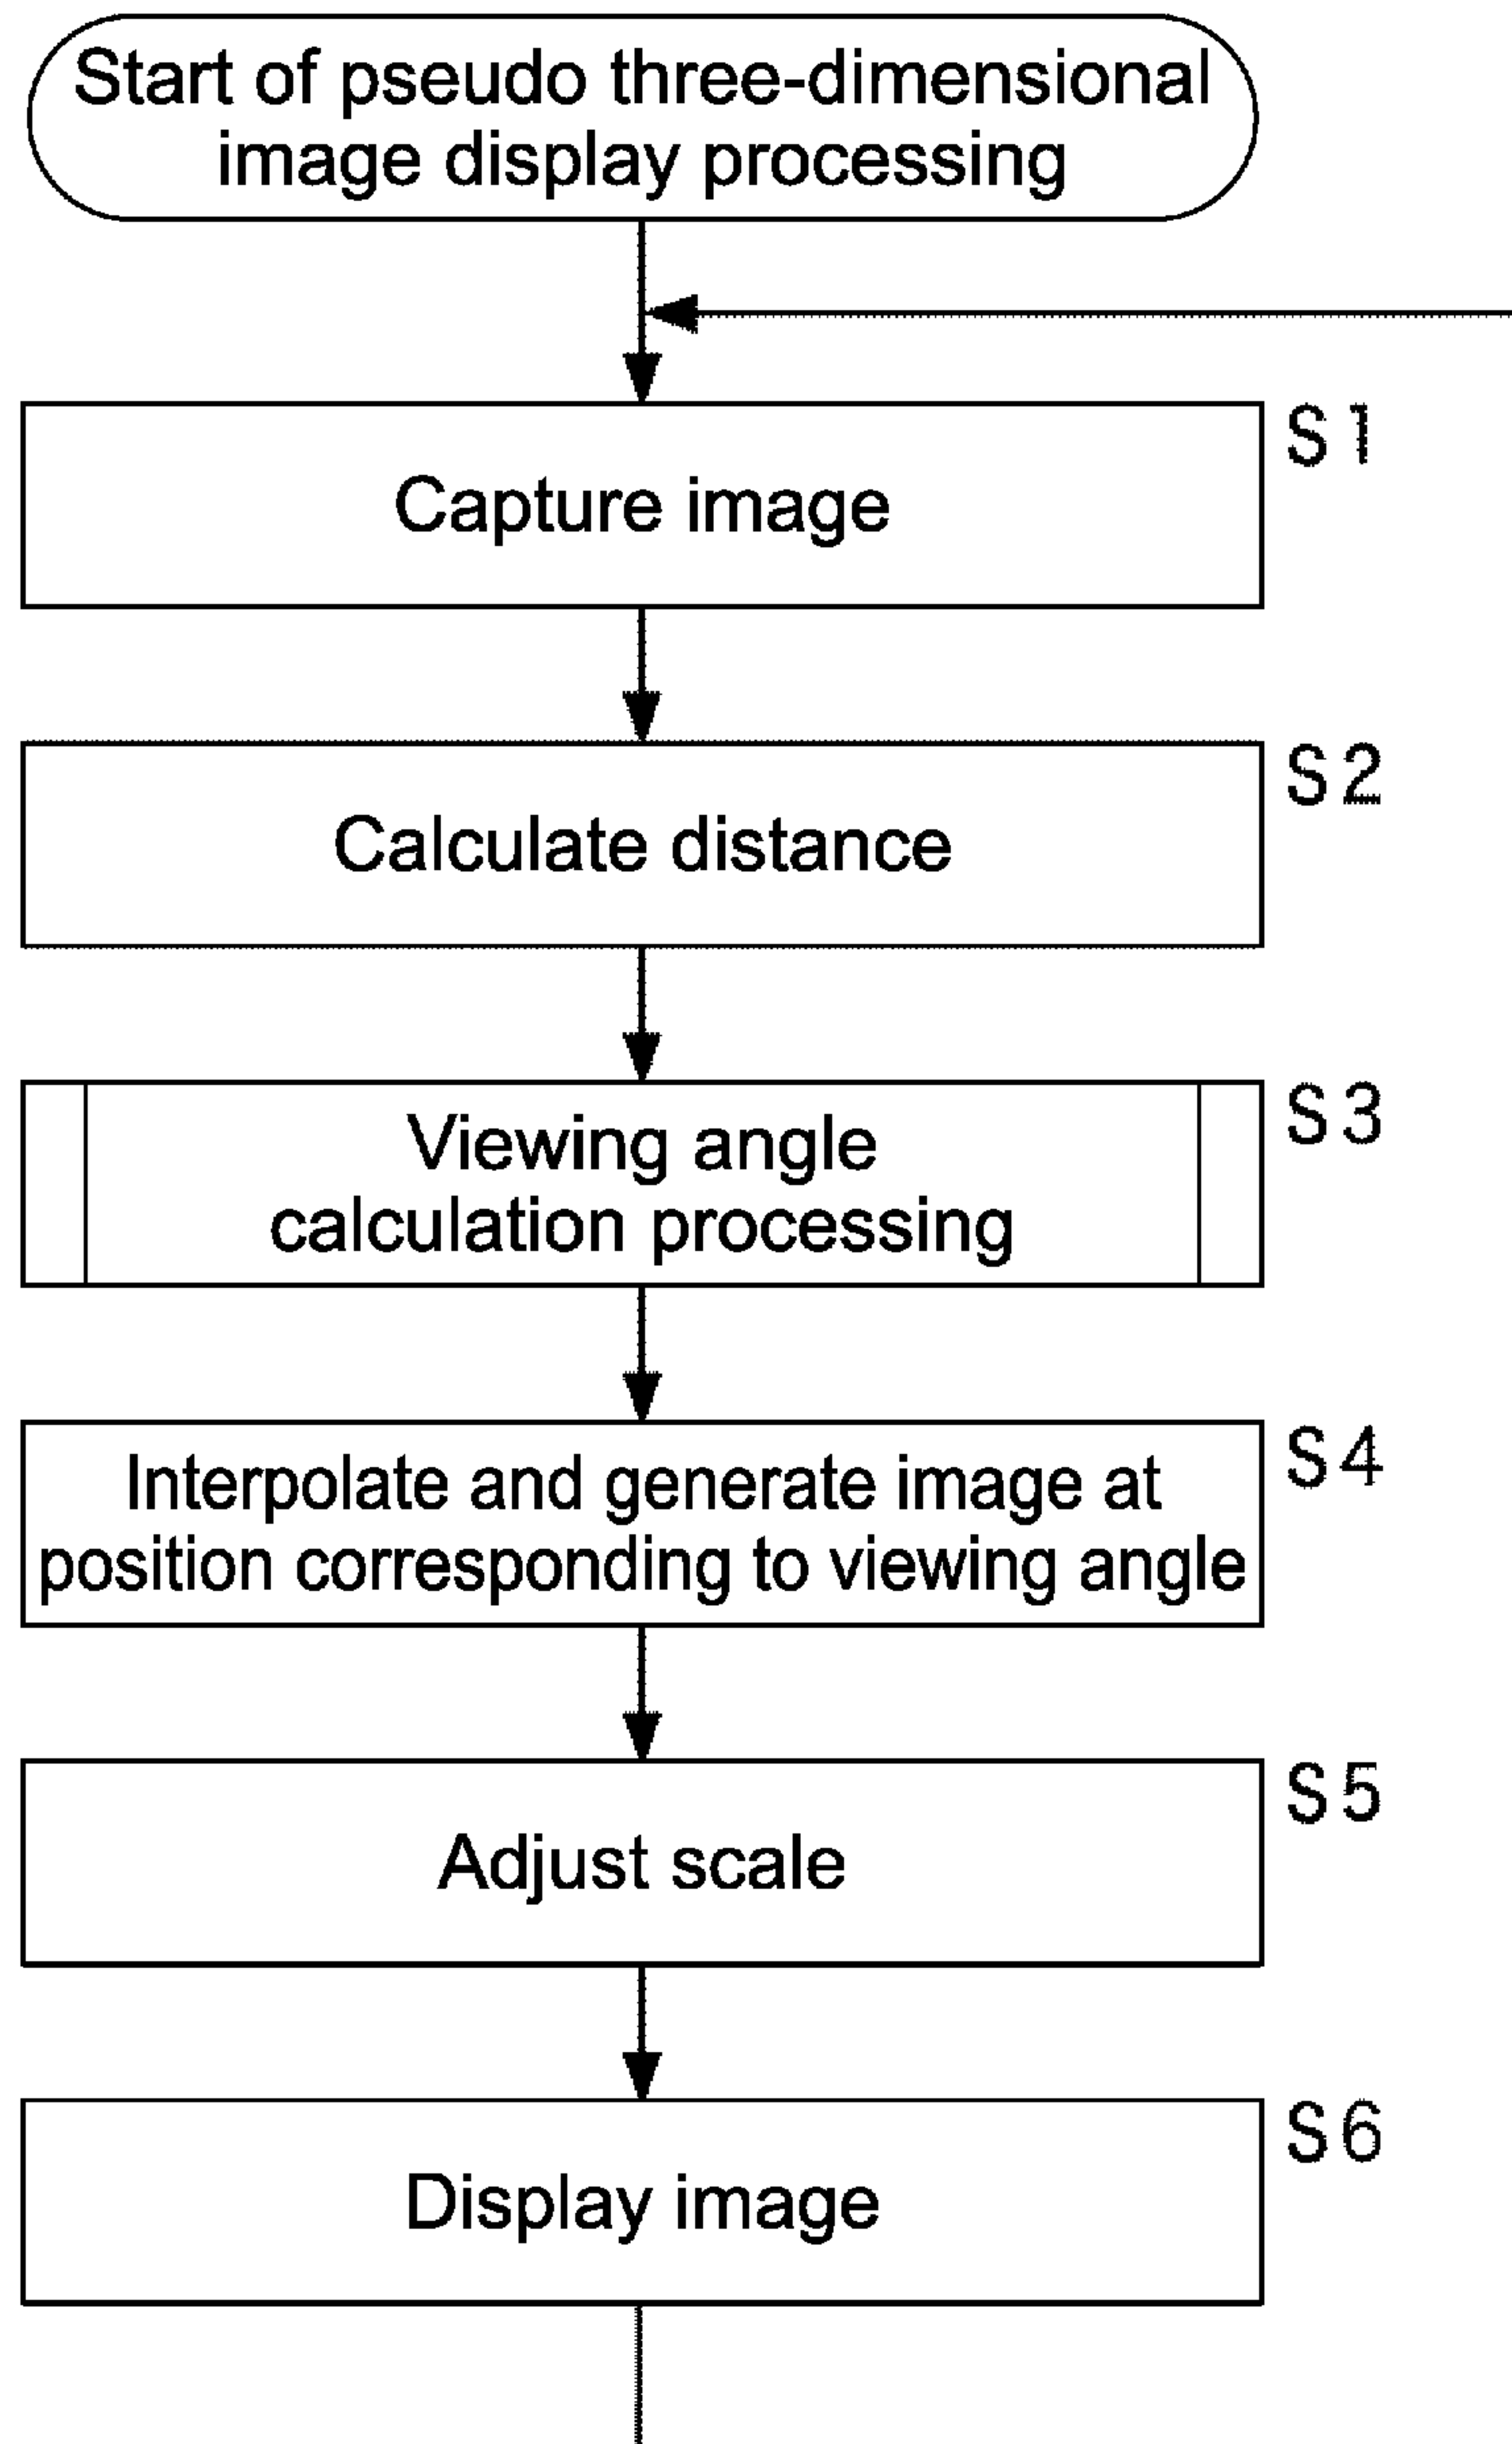 Start of pseudo three-dimensional
image display processing
S1
Capture image
S2
Calculate distance
S3
Viewing angle
calculation processing
S4
Interpolate and generate image at
position corresponding to viewing angle
S5
Adjust scale
S6
Display image